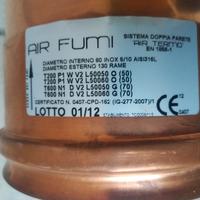 AIR FUMI
SISTEMA DOPPIA PARETE
"AIR TERMO"
EN 1856-1
DIAMETRO INTERNO 80 INOX 5/10 AISI316L
DIAMETRO ESTERNO 130 RAME
T200 P1 W V2 L50050 O (50)
T200 P1 W V2 L50060 O (50)
T600 N1 D V2 L50050 G (70)
T600 N1 D V2 L50060 G (70)
CERTIFICATO N. 0407-CPD-162 (IG-277-2007)/1
LOTTO 01/12
CE
0407
07